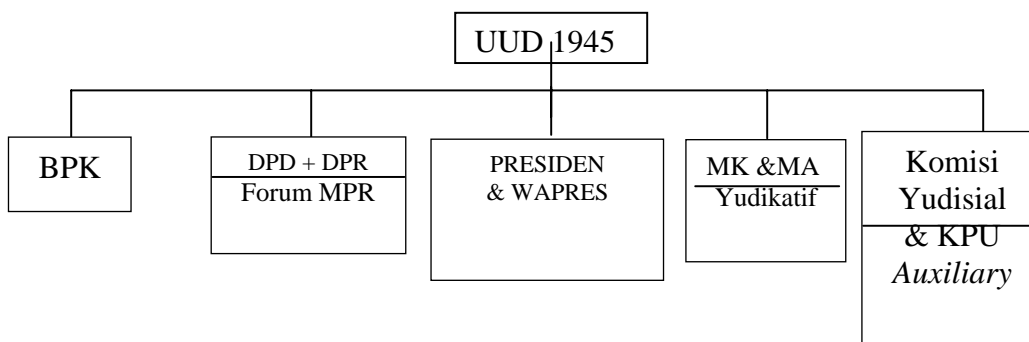 UUD 1945
BPK
DPD + DPR
Forum MPR
PRESIDEN
& WAPRES
MK &MA
Yudikatif
Komisi
Yudisial
& KPU
Auxiliary